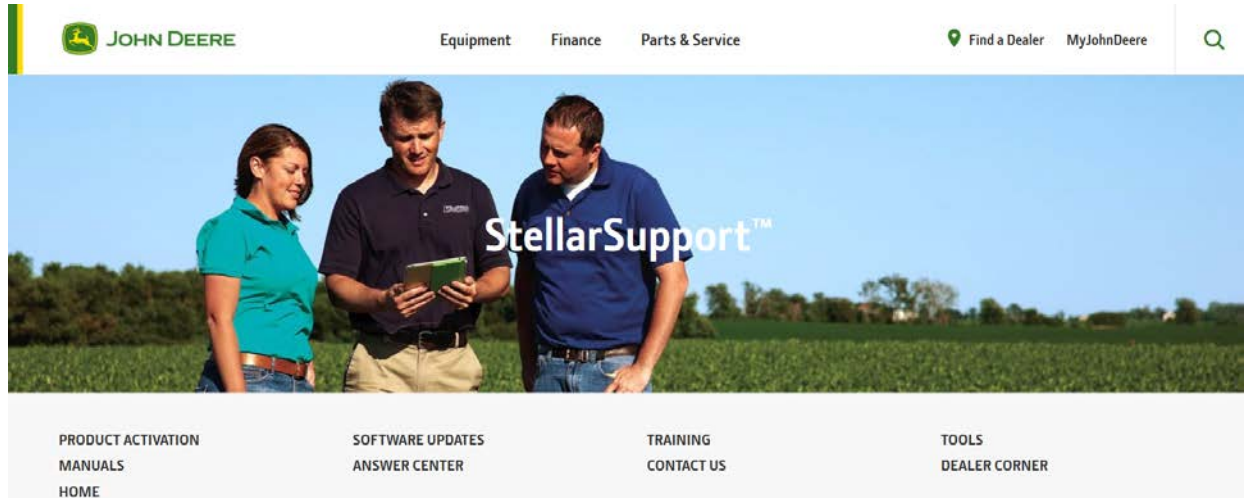 JOHN DEERE
Equipment Finance Parts & Service
Find a Dealer MyJohnDeere
StellarSupport™
PRODUCT ACTIVATION SOFTWARE UPDATES TRAINING TOOLS
MANUALS ANSWER CENTER CONTACT US DEALER CORNER
HOME